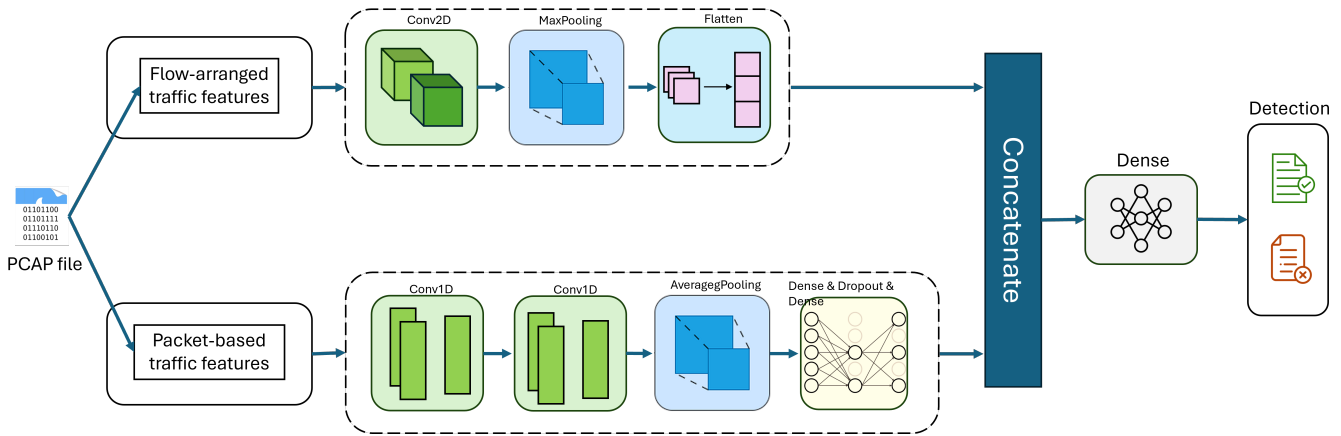 Conv2D
MaxPooling
Flatten
Flow-arranged
traffic features
Concatenate
Dense
Detection
01101100
01101111
01110110
01100101
PCAP file
Conv1D
Conv1D
AveragegPooling
Dense & Dropout &
Dense
Packet-based
traffic features